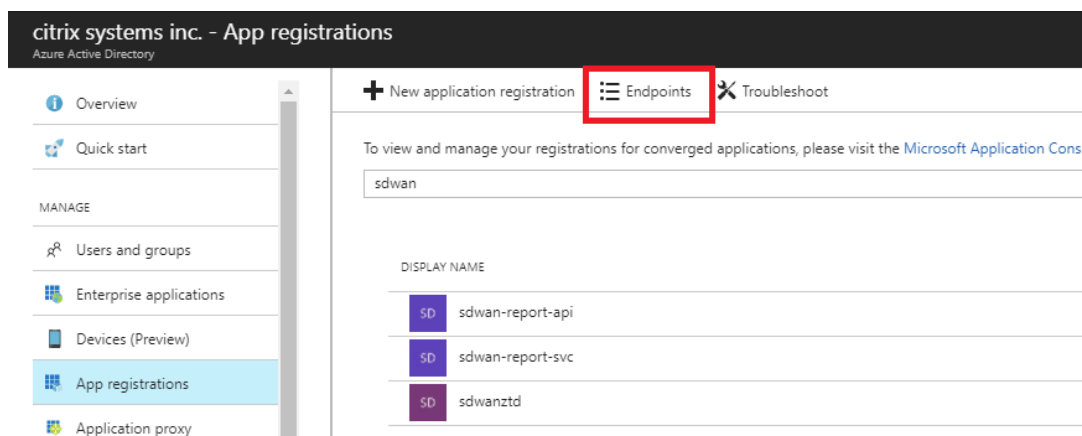 citrix systems inc. - App registrations
Azure Active Directory
Overview
Quick start
MANAGE
Users and groups
Enterprise applications
Devices (Preview)
App registrations
Application proxy
New application registration Endpoints Troubleshoot
To view and manage your registrations for converged applications, please visit the Microsoft Application Cons
sdwan
DISPLAY NAME
SD sdwan-report-api
SD sdwan-report-svc
SD sdwanztd